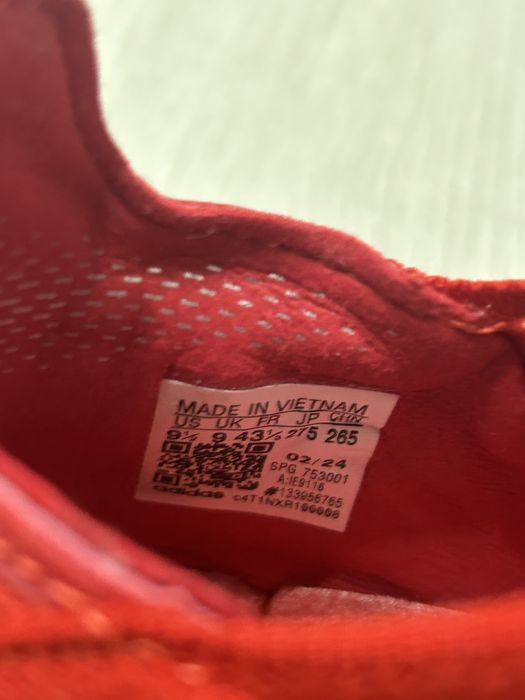 MADE IN VIETNAM
US UK FR JP CHN
9½ 9 43⅓ 275 265
02/24
SPG 753001
A:IE9116
#133956765
adidas c4T1NXR100008